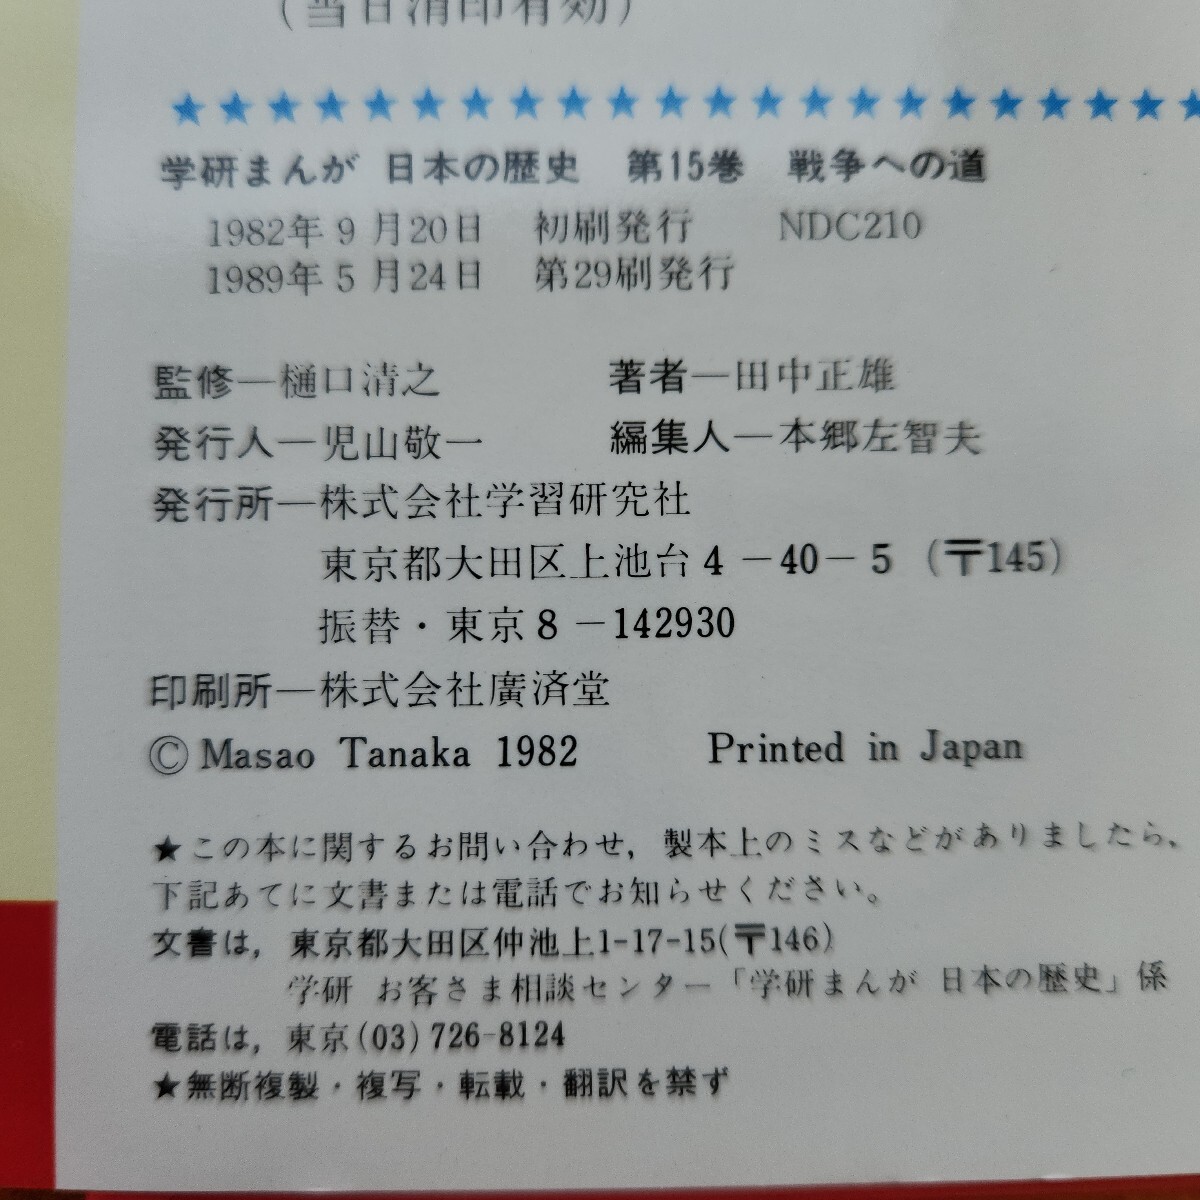 (当日消印有効)
学研まんが 日本の歴史 第15巻 戦争への道
1982年9月20日 初刷発行 NDC210
1989年5月24日 第29刷発行
監修―樋口清之 著者―田中正雄
発行人―児山敬一 編集人―本郷左智夫
発行所―株式会社学習研究社
東京都大田区上池台4-40-5 (〒145)
振替・東京8-142930
印刷所―株式会社廣済堂
© Masao Tanaka 1982 Printed in Japan
★この本に関するお問い合わせ,製本上のミスなどがありましたら,
下記あてに文書または電話でお知らせください。
文書は,東京都大田区仲池上1-17-15(〒146)
学研 お客さま相談センター「学研まんが 日本の歴史」係
電話は,東京(03)726-8124
★無断複製・複写・転載・翻訳を禁ず